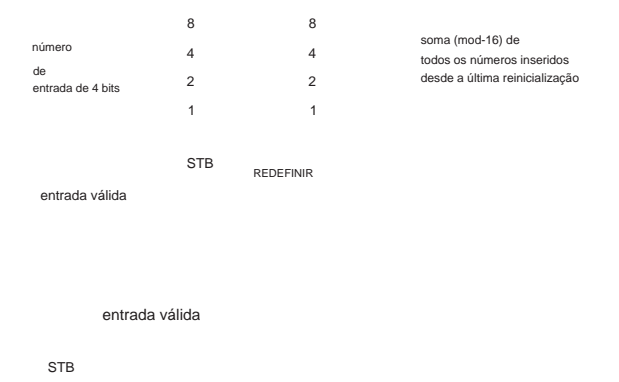 8 8
número
4 4
de
entrada de 4 bits
2 2
1 1
soma (mod-16) de
todos os números inseridos
desde a última reinicialização
STB
REDEFINIR
entrada válida
entrada válida
STB